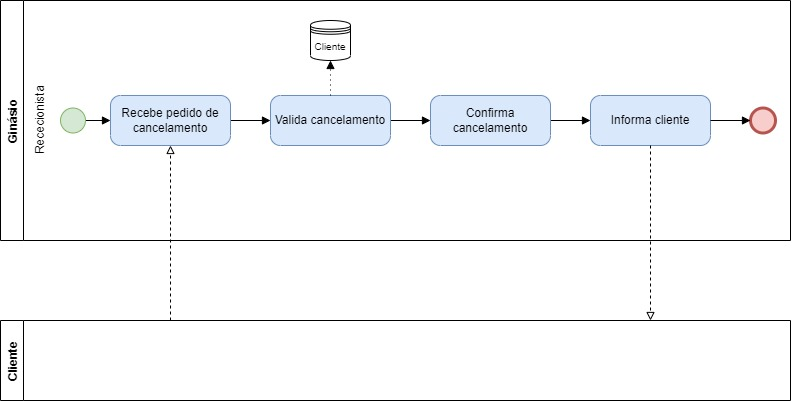 Ginásio
Rececionista
Cliente
Recebe pedido de
cancelamento
Valida cancelamento
Confirma
cancelamento
Informa cliente
Cliente